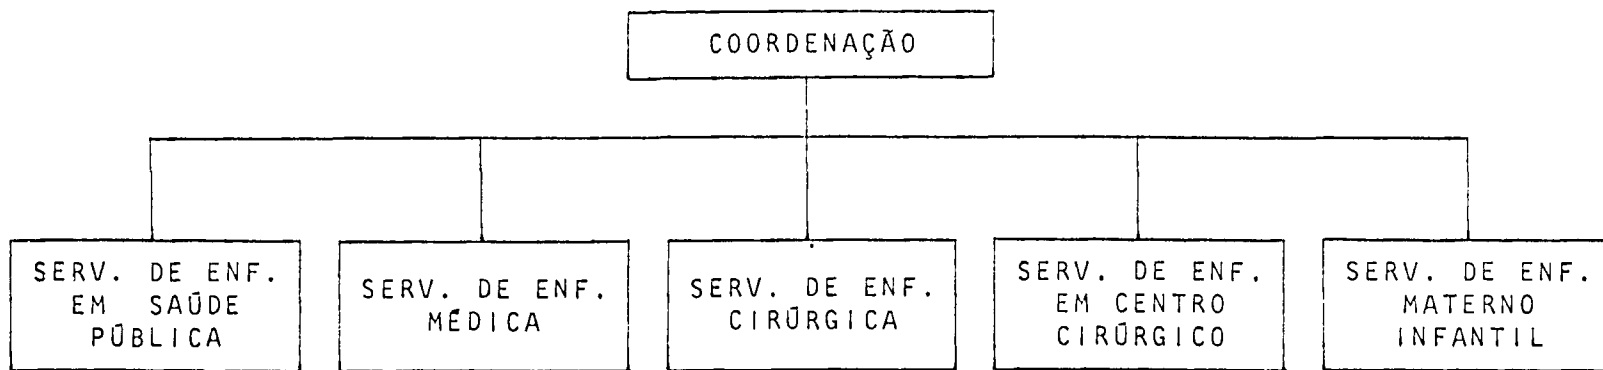 COORDENAÇÃO
SERV. DE ENF.
EM SAÚDE
PÚBLICA
SERV. DE ENF.
MÉDICA
SERV. DE ENF.
CIRÚRGICA
SERV. DE ENF.
EM CENTRO
CIRÚRGICO
SERV. DE ENF.
MATERNO
INFANTIL